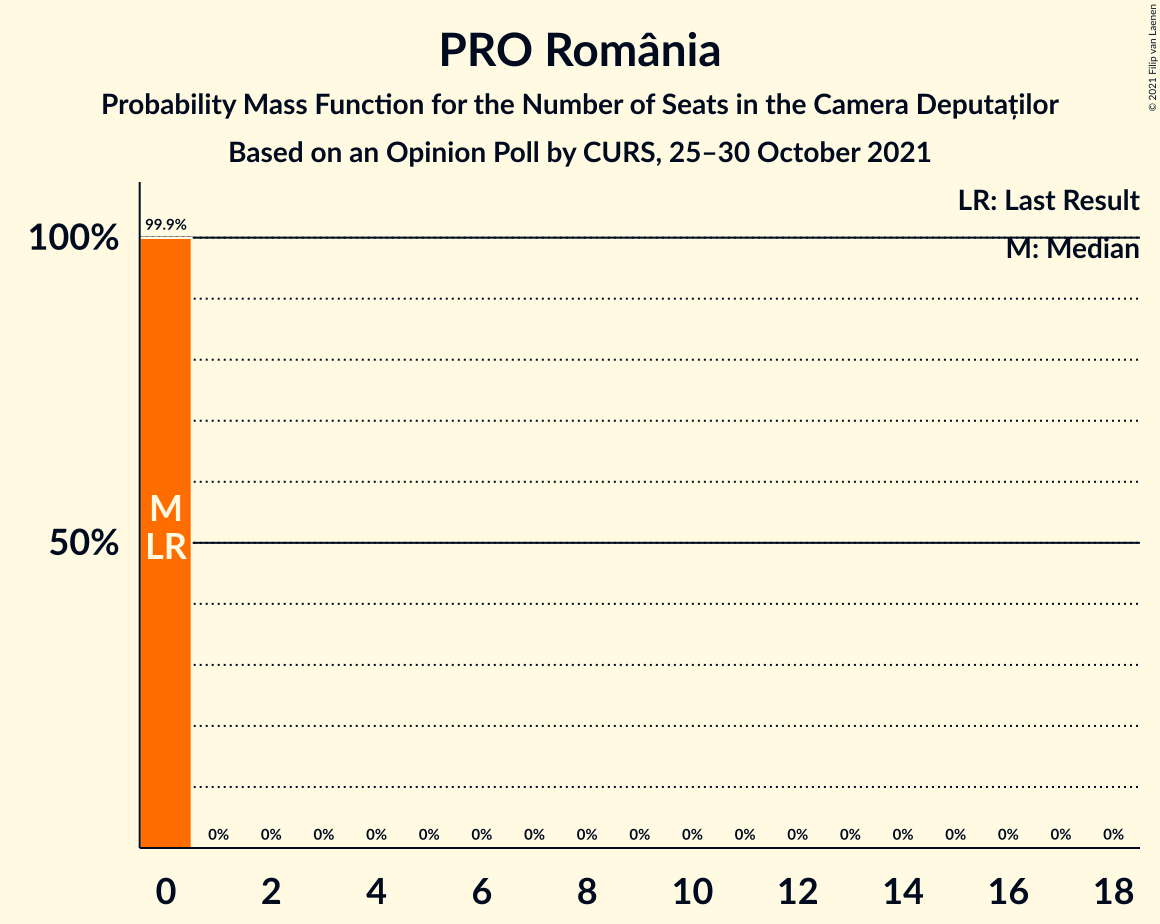 PRO România
Probability Mass Function for the Number of Seats in the Camera Deputaților
Based on an Opinion Poll by CURS, 25–30 October 2021
© 2021 Filip van Laenen
LR: Last Result
M: Median
99.9%
100%
50%
M
LR
0% 0% 0% 0% 0% 0% 0% 0% 0% 0% 0% 0% 0% 0% 0% 0% 0% 0%
0 2 4 6 8 10 12 14 16 18